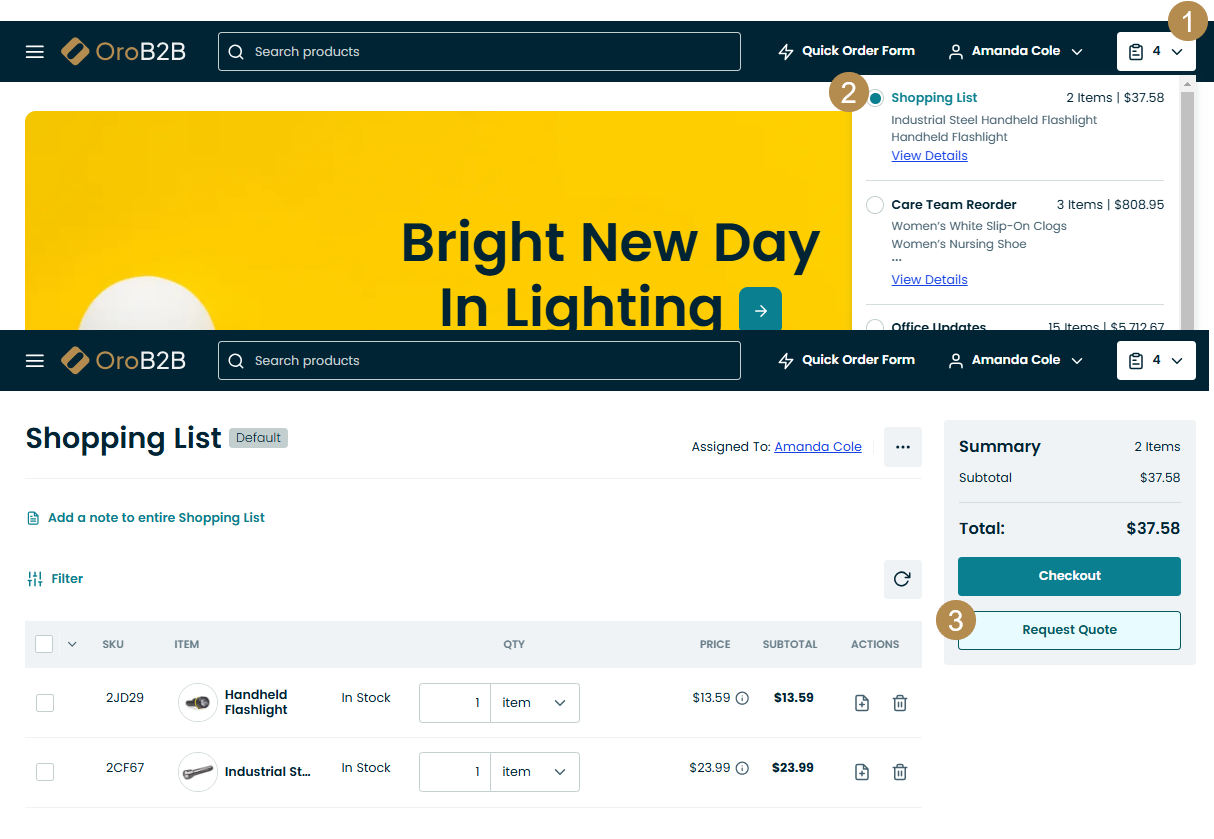 1
OroB2B
Search products
Quick Order Form
Amanda Cole
4
2
Shopping List
2 Items | $37.58
Industrial Steel Handheld Flashlight
Handheld Flashlight
View Details
Care Team Reorder
3 Items | $808.95
Women's White Slip-On Clogs
Women's Nursing Shoe
...
View Details
Office Updates
15 Items | $5,712.67
Bright New Day
In Lighting
OroB2B
Search products
Quick Order Form
Amanda Cole
4
Shopping List
Default
Assigned To: Amanda Cole
...
Add a note to entire Shopping List
Filter
SKU ITEM QTY PRICE SUBTOTAL ACTIONS
2JD29
Handheld
Flashlight
In Stock
1
item
$13.59
$13.59
2CF67
Industrial St...
In Stock
1
item
$23.99
$23.99
Summary
2 Items
Subtotal
$37.58
Total:
$37.58
Checkout
3
Request Quote